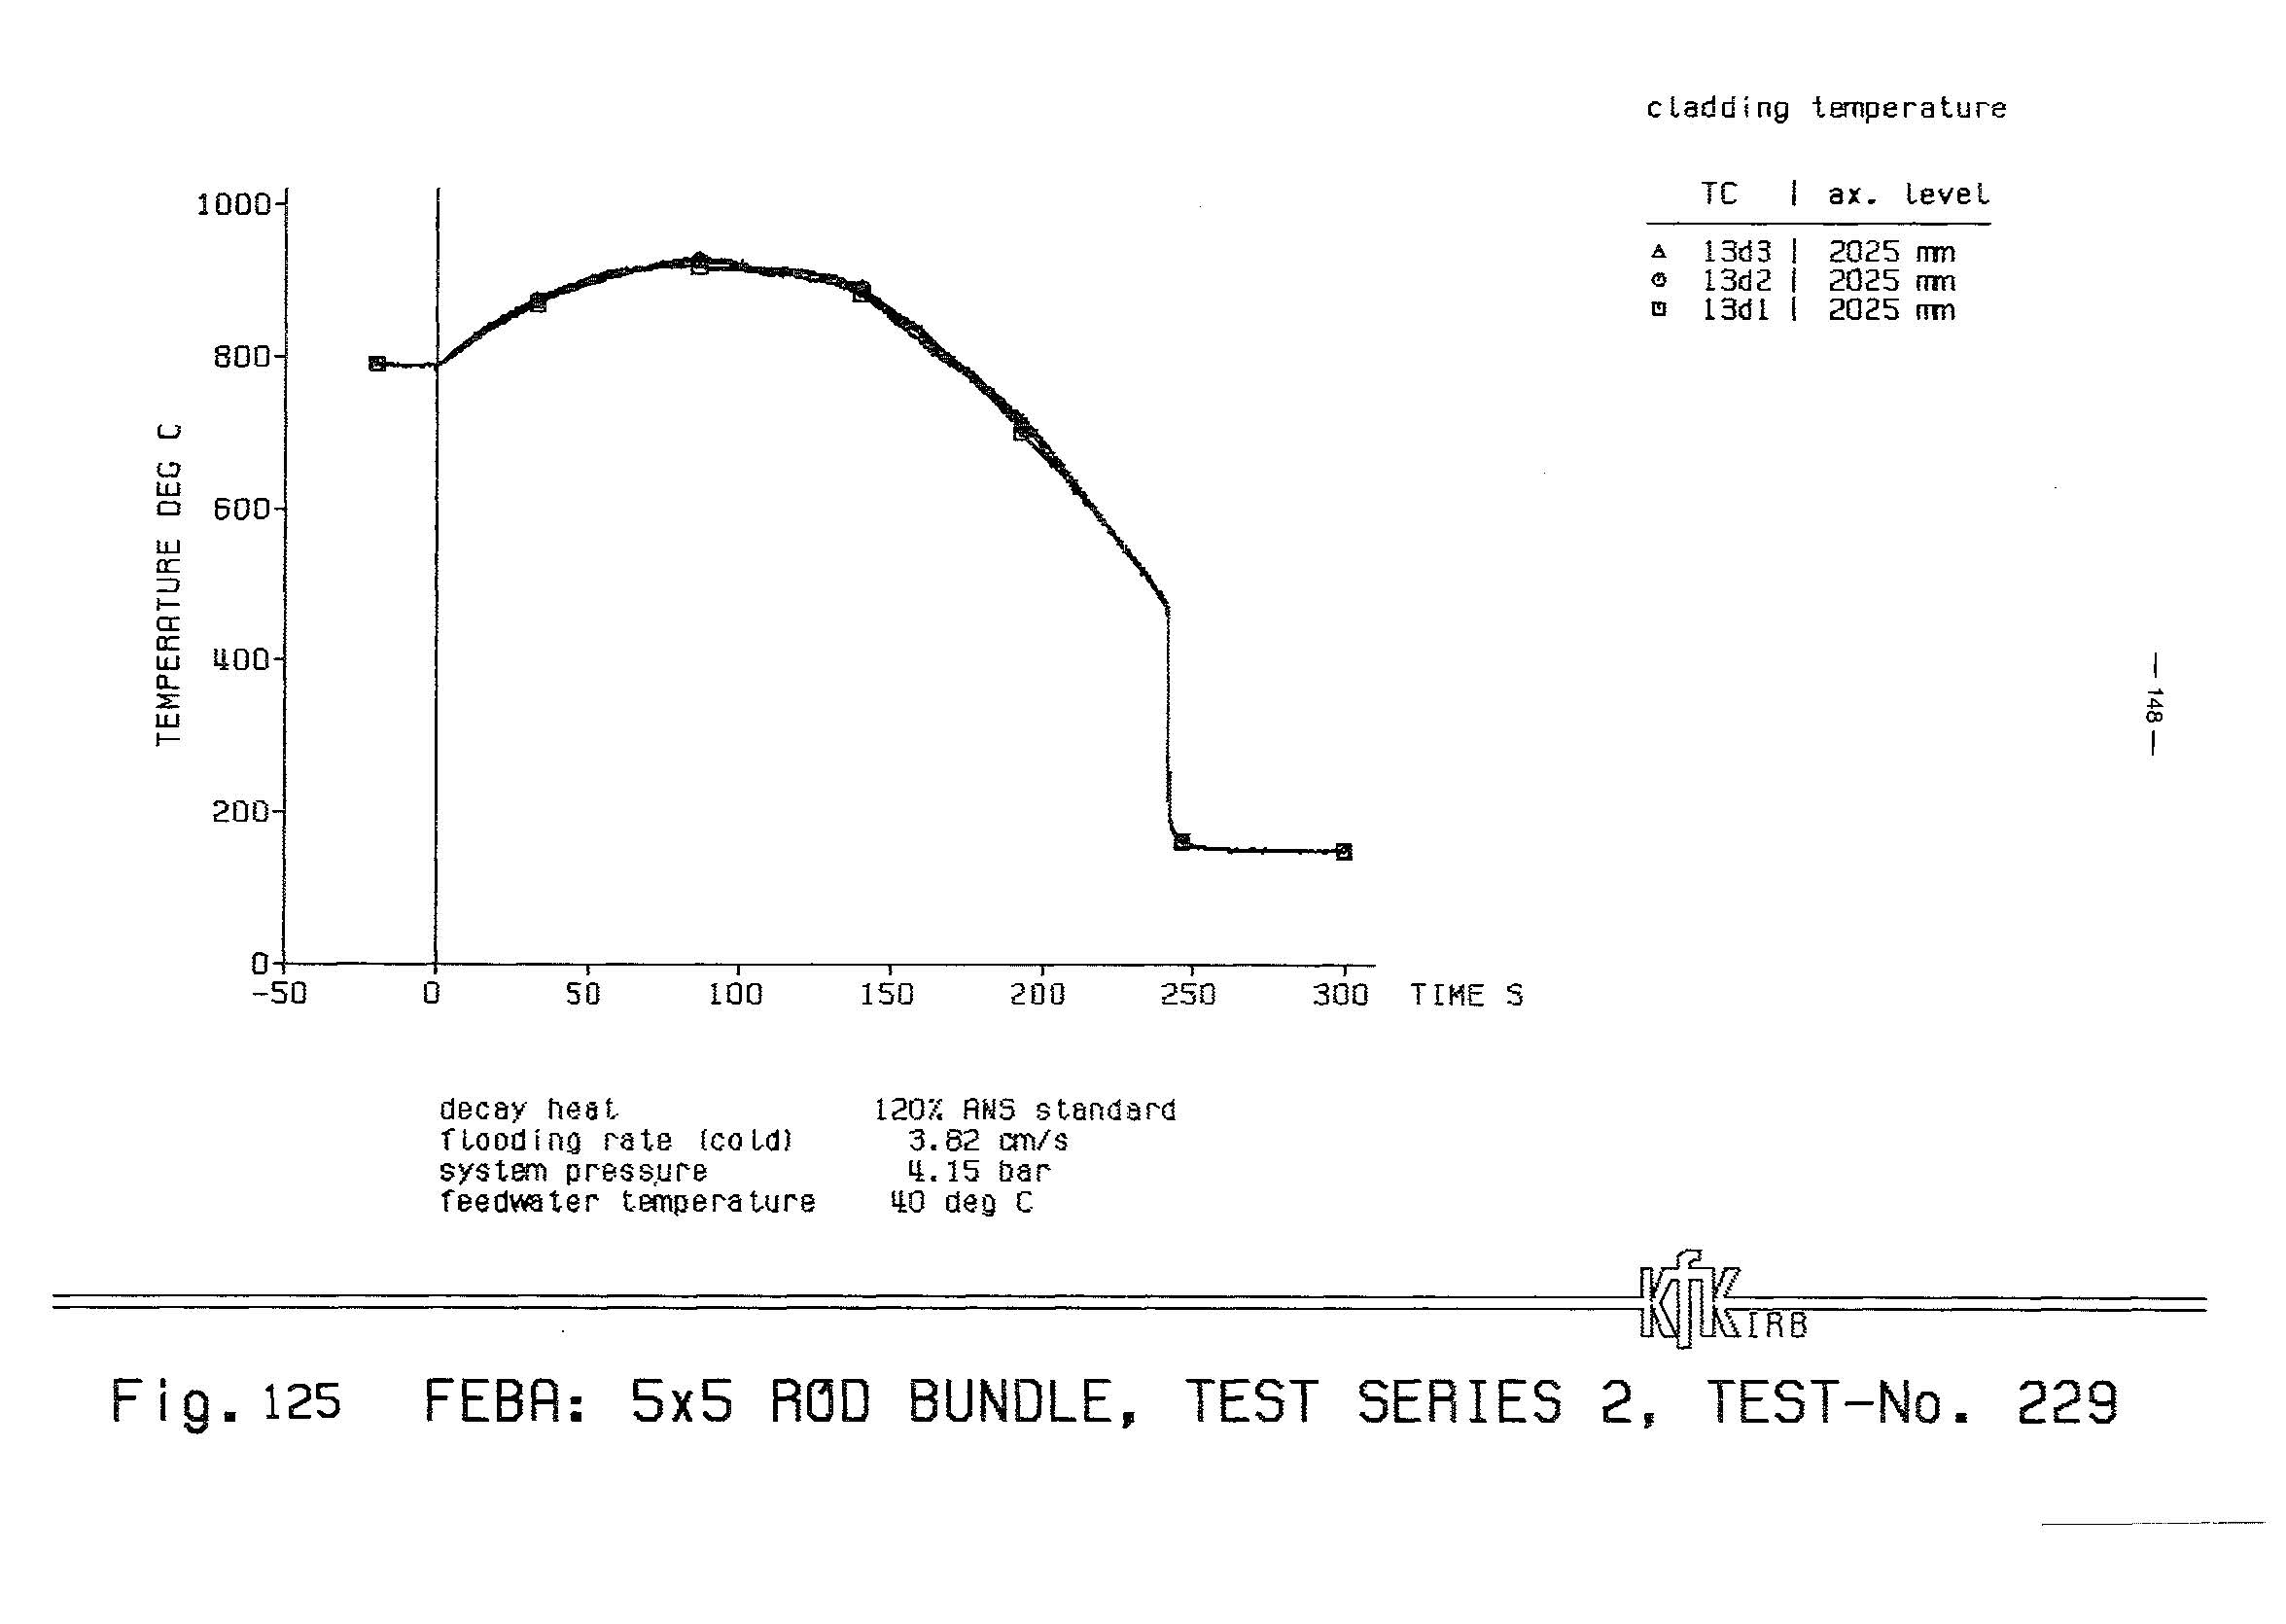 cladding temperature
TC | ax. level
13d3 | 2025 mm
13d2 | 2025 mm
13d1 | 2025 mm
1000
800
600
400
200
0
TEMPERATURE DEG C
-50 0 50 100 150 200 250 300 TIME S
decay heat 120% ANS standard
flooding rate (cold) 3.82 cm/s
system pressure 4.15 bar
feedwater temperature 40 deg C
— 148 —
KfK IRB
Fig. 125 FEBA: 5x5 ROD BUNDLE, TEST SERIES 2, TEST-No. 229